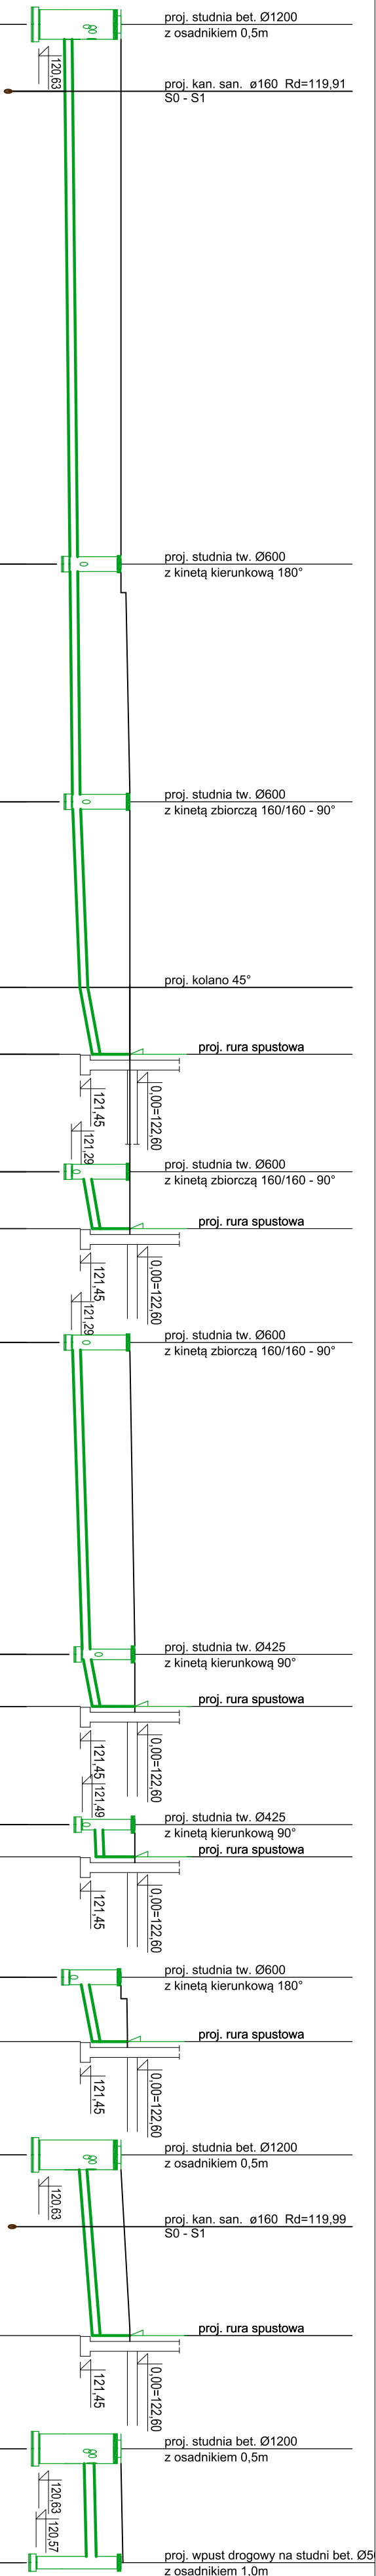 proj. studnia bet. Ø1200
z osadnikiem 0,5m
120,63
proj. kan. san. ø160 Rd=119,91
S0 - S1
proj. studnia tw. Ø600
z kinetą kierunkową 180°
proj. studnia tw. Ø600
z kinetą zbiorczą 160/160 - 90°
proj. kolano 45°
proj. rura spustowa
121,45
0,00=122,60
121,29
proj. studnia tw. Ø600
z kinetą zbiorczą 160/160 - 90°
proj. rura spustowa
121,45
0,00=122,60
121,29
proj. studnia tw. Ø600
z kinetą zbiorczą 160/160 - 90°
proj. studnia tw. Ø425
z kinetą kierunkową 90°
proj. rura spustowa
121,45
0,00=122,60
121,49
proj. studnia tw. Ø425
z kinetą kierunkową 90°
proj. rura spustowa
121,45
0,00=122,60
proj. studnia tw. Ø600
z kinetą kierunkową 180°
proj. rura spustowa
121,45
0,00=122,60
proj. studnia bet. Ø1200
z osadnikiem 0,5m
120,63
proj. kan. san. ø160 Rd=119,99
S0 - S1
proj. rura spustowa
121,45
0,00=122,60
proj. studnia bet. Ø1200
z osadnikiem 0,5m
120,63
120,57
proj. wpust drogowy na studni bet.
z osadnikiem 1,0m